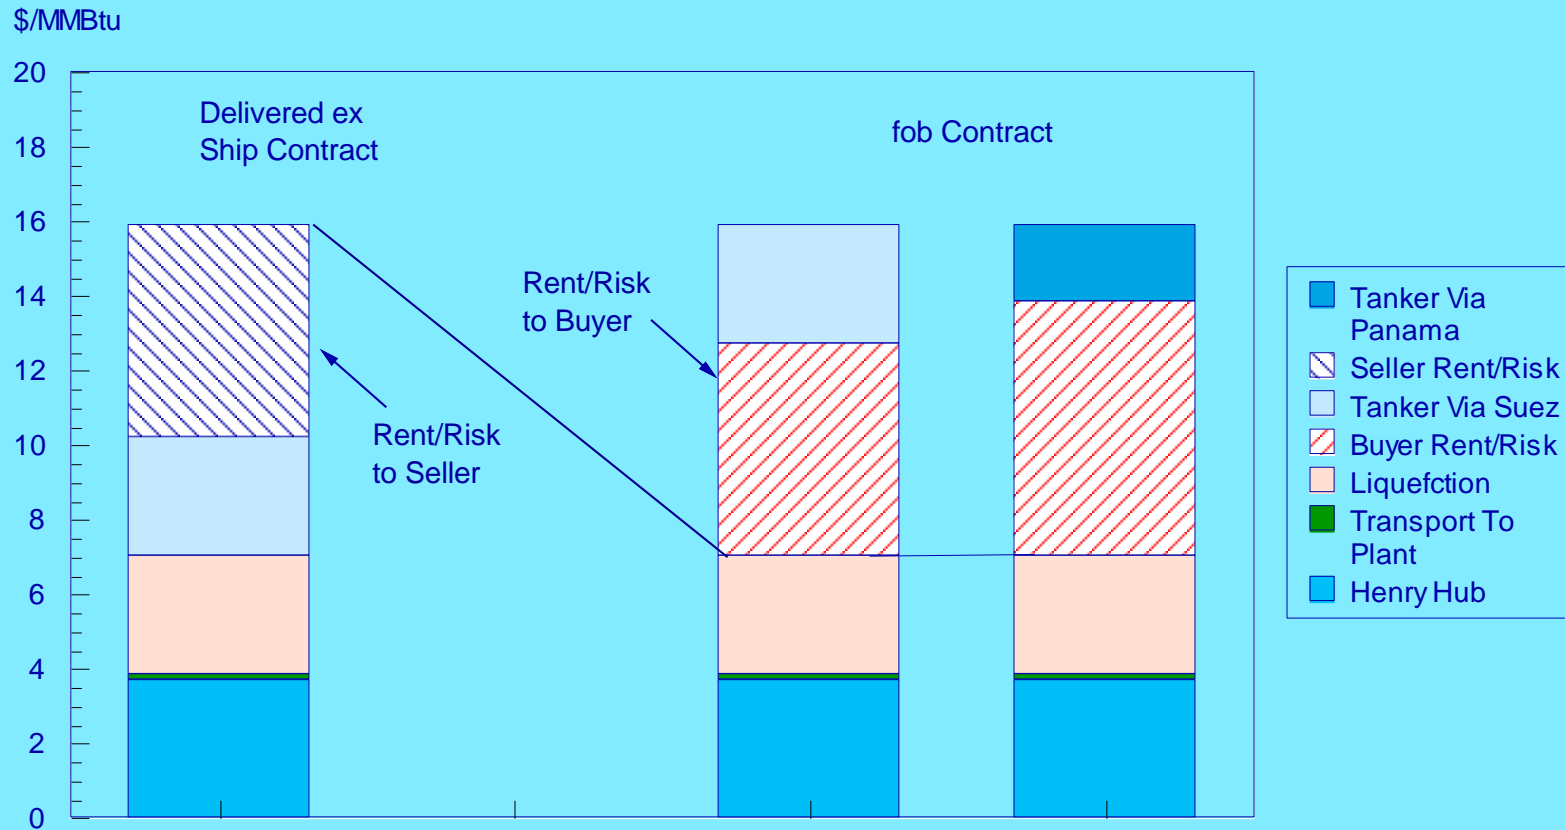 $/MMBtu
20
18
16
14
12
10
8
6
4
2
0
Delivered ex
Ship Contract
fob Contract
Rent/Risk
to Buyer
Rent/Risk
to Seller
Tanker Via
Panama
Seller Rent/Risk
Tanker Via Suez
Buyer Rent/Risk
Liquefction
Transport To
Plant
Henry Hub